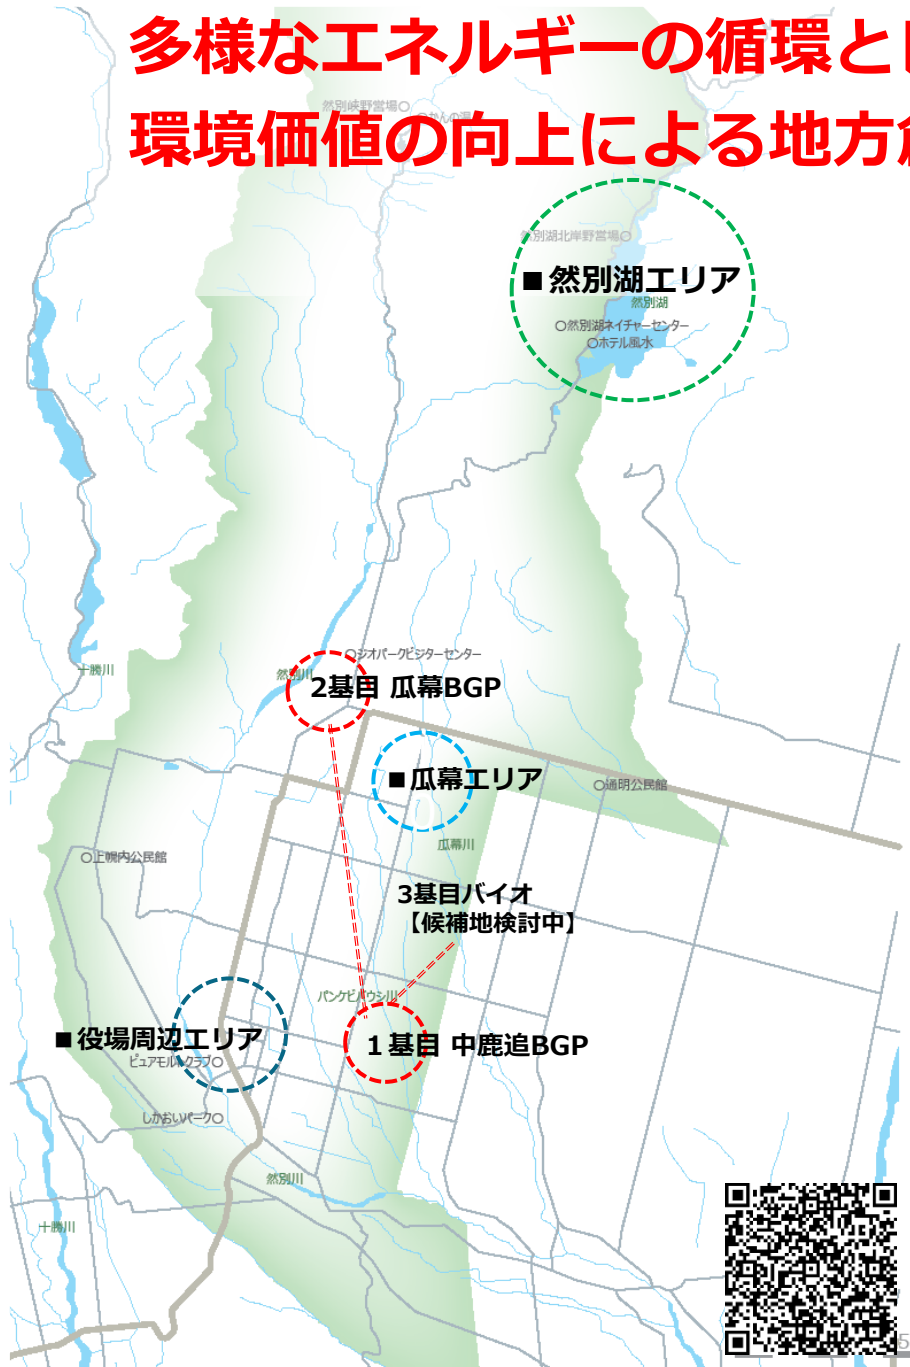 多様なエネルギーの循環と
環境価値の向上による地方
然別峡野営場○
○かんの湯
然別湖北岸野営場○
■然別湖エリア
然別湖
○然別湖ネイチャーセンター
○ホテル風水
○ジオパークビジターセンター
十勝川
然別川
2基目 瓜幕BGP
■瓜幕エリア
○通明公民館
瓜幕川
○上幌内公民館
3基目バイオ
【候補地検討中】
パンケビバウシ川
■役場周辺エリア
1基目 中鹿追BGP
ピュアモルトクラブ○
しかおいパーク○
然別川
十勝川
5